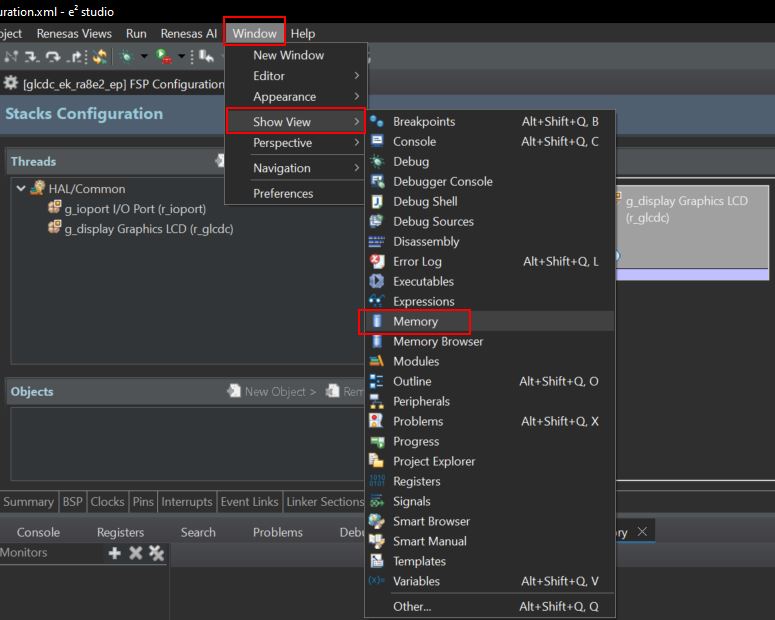 uration.xml - e² studio
oject Renesas Views Run Renesas AI Window Help
[glcdc_ek_ra8e2_ep] FSP Configuration
Stacks Configuration
Threads
HAL/Common
g_ioport I/O Port (r_ioport)
g_display Graphics LCD (r_glcdc)
Objects
New Object > Rem
Summary BSP Clocks Pins Interrupts Event Links Linker Sections
Console Registers Search Problems Debu
Monitors
New Window
Editor
Appearance
Show View
Perspective
Navigation
Preferences
Breakpoints Alt+Shift+Q, B
Console Alt+Shift+Q, C
Debug
Debugger Console
Debug Shell
Debug Sources
Disassembly
Error Log Alt+Shift+Q, L
Executables
Expressions
Memory
Memory Browser
Modules
Outline Alt+Shift+Q, O
Peripherals
Problems Alt+Shift+Q, X
Progress
Project Explorer
Registers
Signals
Smart Browser
Smart Manual
Templates
(x)= Variables Alt+Shift+Q, V
Other... Alt+Shift+Q, Q
g_display Graphics LCD
(r_glcdc)
ry